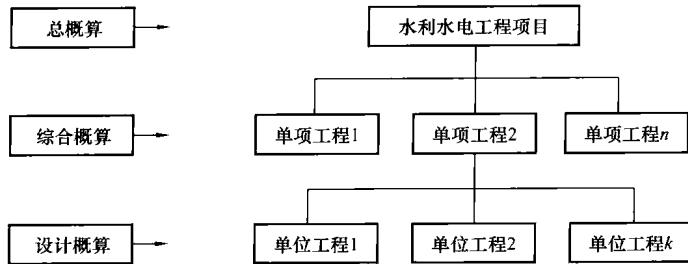 总概算
水利水电工程项目
综合概算
单项工程1
单项工程2
单项工程n
设计概算
单位工程1
单位工程2
单位工程k